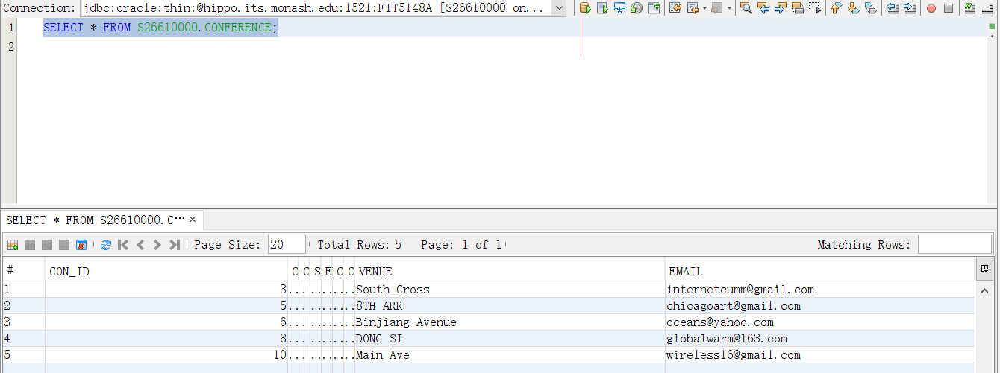 Connection: jdbc:oracle:thin:@hippo.its.monash.edu:1521:FIT5148A [S26610000 on...
1 SELECT * FROM S26610000.CONFERENCE;
2
SELECT * FROM S26610000.C... ×
Page Size: 20 Total Rows: 5 Page: 1 of 1 Matching Rows:
# CON_ID C C S E C C VENUE EMAIL
1 3 ... ... ... ... ... ... South Cross internetcumm@gmail.com
2 5 ... ... ... ... ... ... 8TH ARR chicagoart@gmail.com
3 6 ... ... ... ... ... ... Binjiang Avenue oceans@yahoo.com
4 8 ... ... ... ... ... ... DONG SI globalwarm@163.com
5 10 ... ... ... ... ... ... Main Ave wireless16@gmail.com